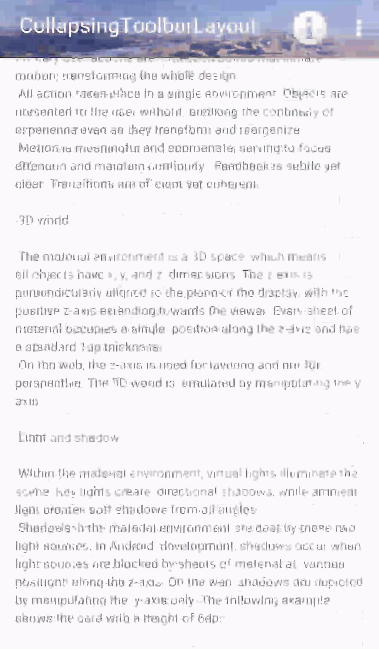 CollapsingToolbarLayout
motion, transforming the whole design.
All action takes place in a single environment. Objects are
presented to the user without breaking the continuity of
experience even as they transform and reorganize.
Motion is meaningful and appropriate, serving to focus
attention and maintain continuity. Feedback is subtle yet
clear. Transitions are efficient yet coherent.
3D world
The material environment is a 3D space, which means
all objects have x, y, and z dimensions. The z-axis is
perpendicularly aligned to the plane of the display, with the
positive z-axis extending towards the viewer. Every sheet of
material occupies a single position along the z-axis and has
a standard 1dp thickness.
On the web, the z-axis is used for layering and not for
perspective. The 3D world is emulated by manipulating the y-
axis.
Light and shadow
Within the material environment, virtual lights illuminate the
scene. Key lights create directional shadows, while ambient
light creates soft shadows from all angles.
Shadows in the material environment are cast by these two
light sources. In Android development, shadows occur when
light sources are blocked by sheets of material at various
positions along the z-axis. On the web, shadows are depicted
by manipulating the y-axis only. The following example
shows the card with a height of 6dp.